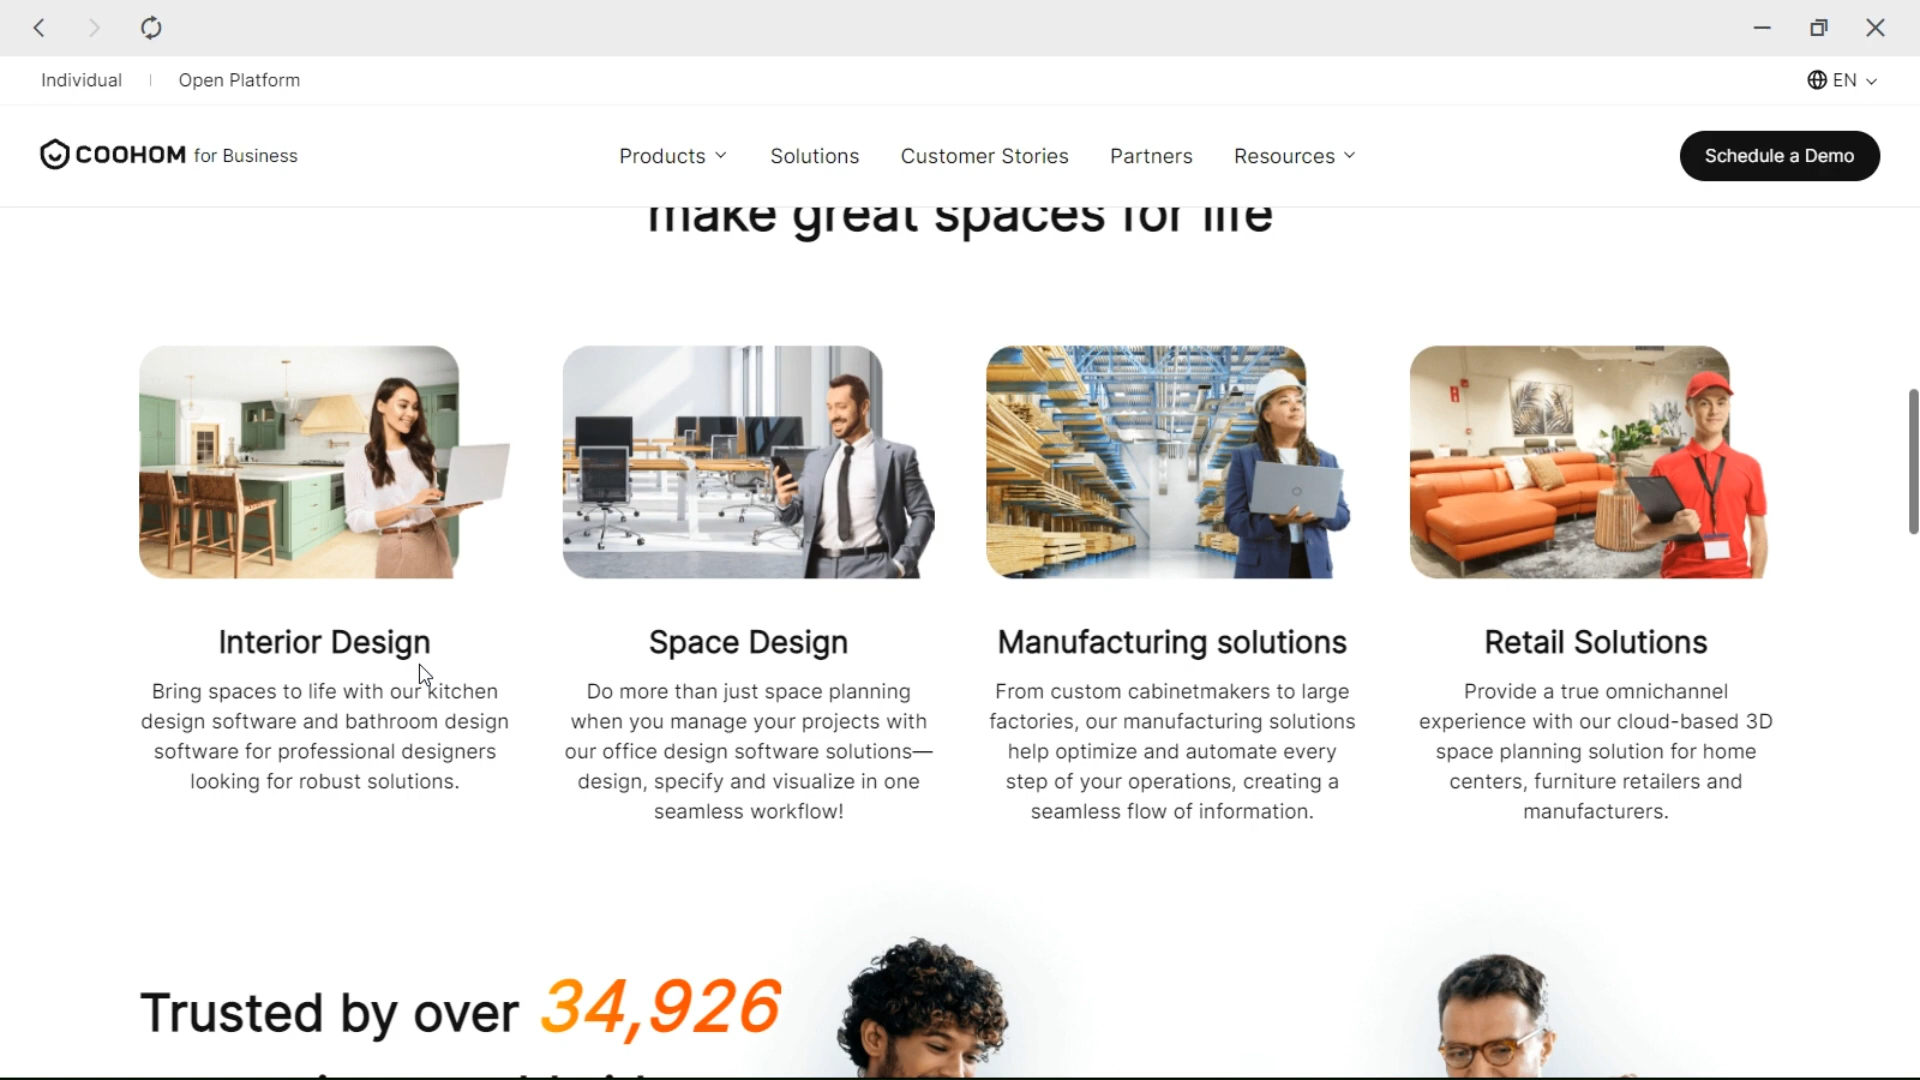 Individual
Open Platform
EN
COOHOM for Business
Products
Solutions
Customer Stories
Partners
Resources
Schedule a Demo
make great spaces for life
Interior Design
Bring spaces to life with our kitchen
design software and bathroom design
software for professional designers
looking for robust solutions.
Space Design
Do more than just space planning
when you manage your projects with
our office design software solutions—
design, specify and visualize in one
seamless workflow!
Manufacturing solutions
From custom cabinetmakers to large
factories, our manufacturing solutions
help optimize and automate every
step of your operations, creating a
seamless flow of information.
Retail Solutions
Provide a true omnichannel
experience with our cloud-based 3D
space planning solution for home
centers, furniture retailers and
manufacturers.
Trusted by over 34,926